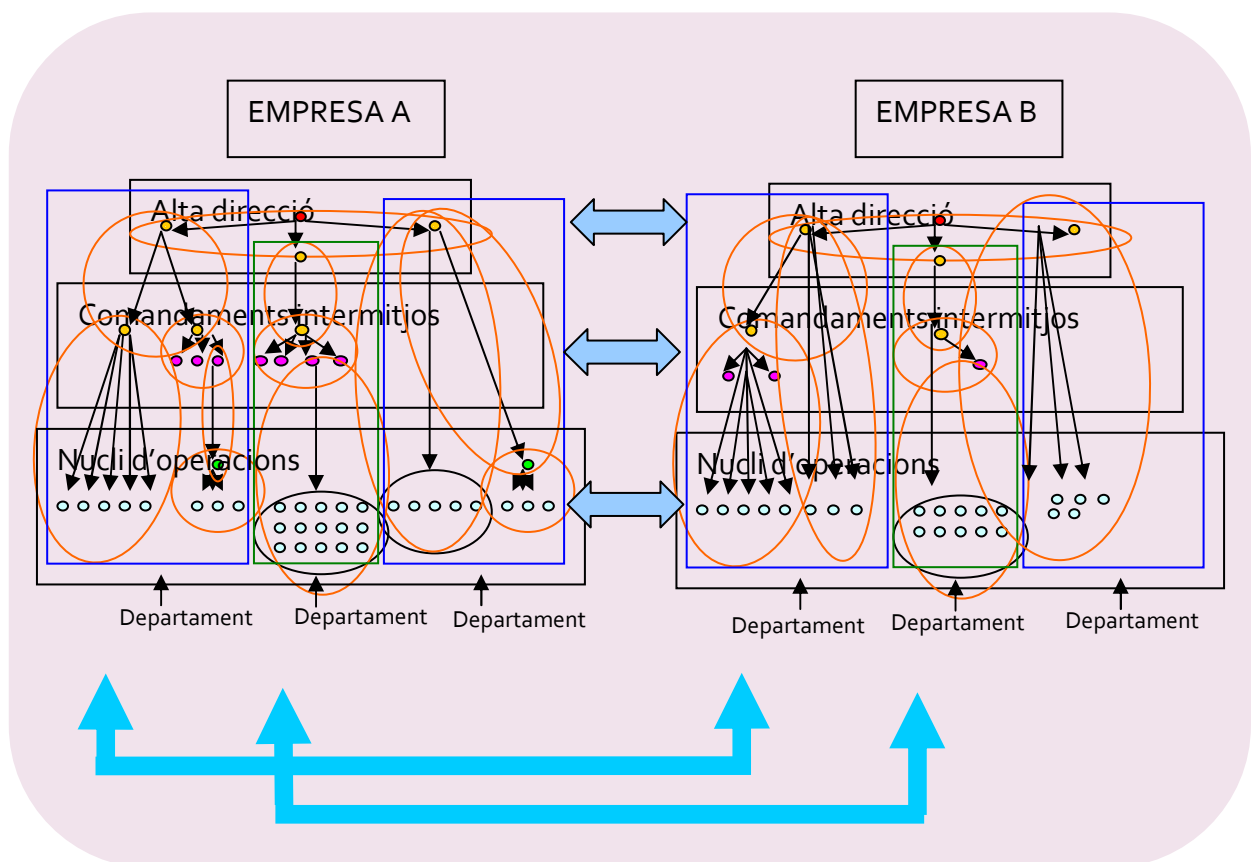 EMPRESA A
EMPRESA B
Alta direcció
Alta direcció
Comandaments intermitjos
Comandaments intermitjos
Nucli d'operacions
Nucli d'operacions
Departament
Departament
Departament
Departament
Departament
Departament